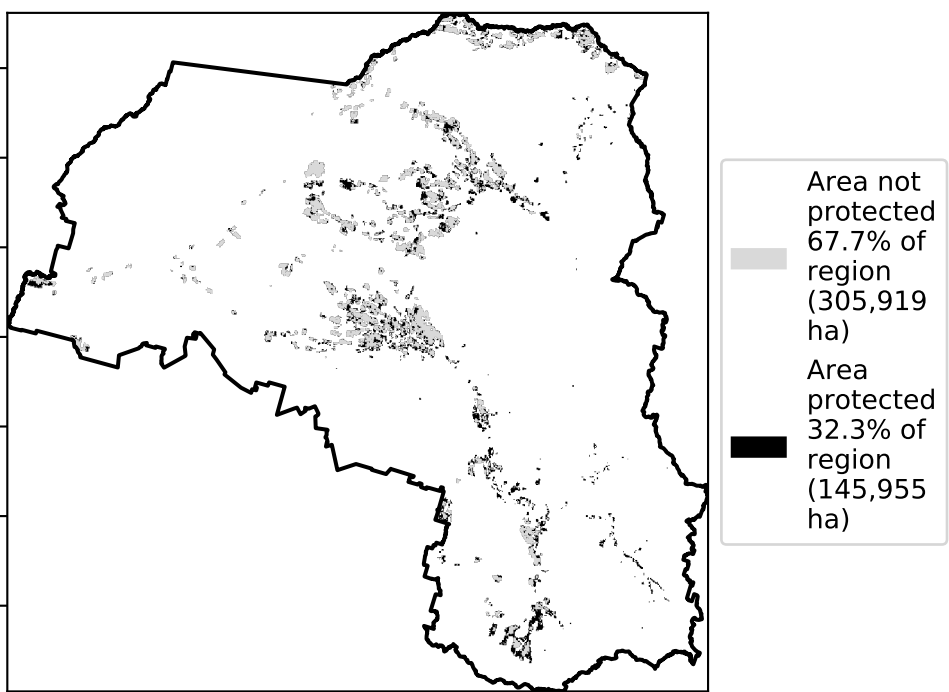 Area not
protected
67.7% of
region
(305,919
ha)
Area
protected
32.3% of
region
(145,955
ha)